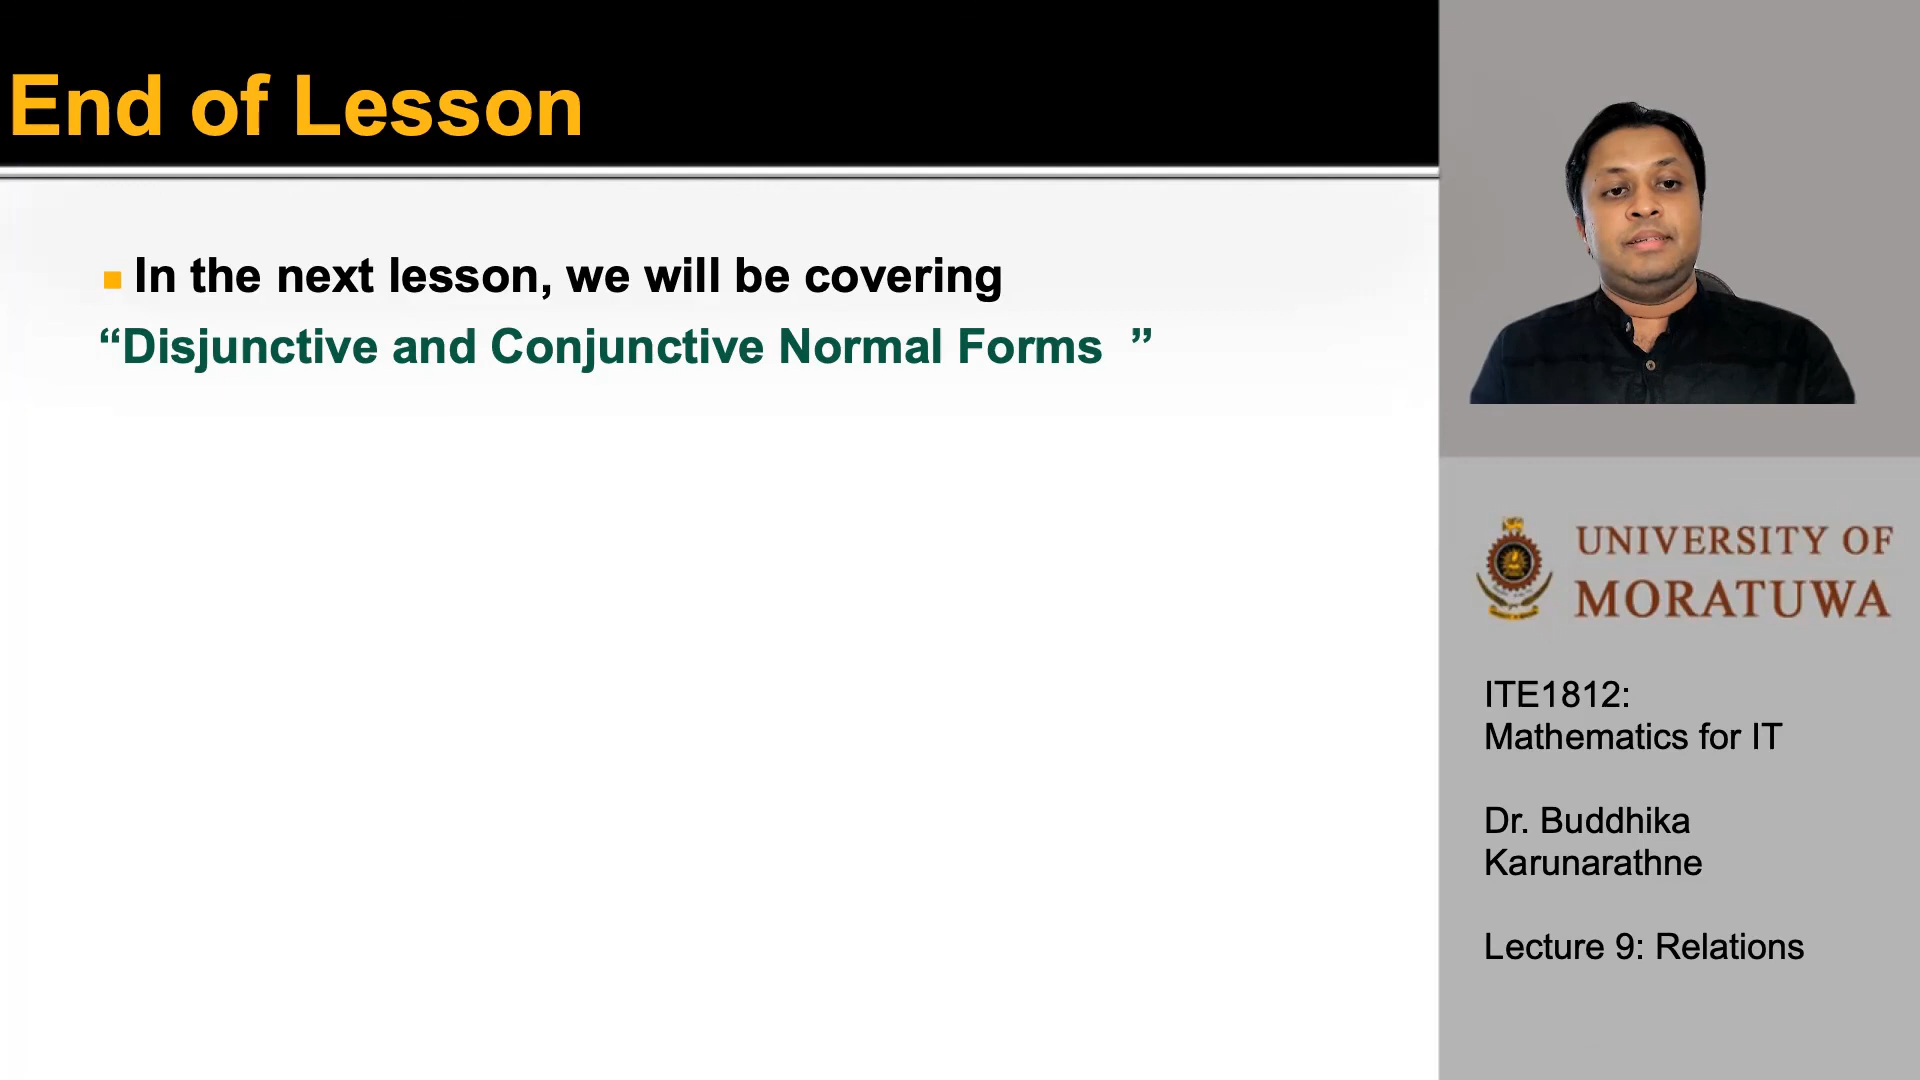 End of Lesson
In the next lesson, we will be covering
“Disjunctive and Conjunctive Normal Forms ”
UNIVERSITY OF
MORATUWA
ITE1812:
Mathematics for IT
Dr. Buddhika
Karunarathne
Lecture 9: Relations